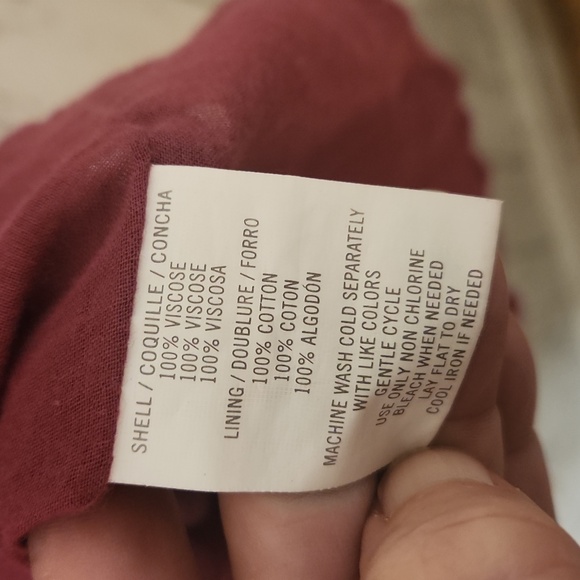 SHELL / COQUILLE / CONCHA
100% VISCOSE
100% VISCOSE
100% VISCOSA
LINING / DOUBLURE / FORRO
100% COTTON
100% COTON
100% ALGODÓN
MACHINE WASH COLD SEPARATELY
WITH LIKE COLORS
GENTLE CYCLE
USE ONLY NON CHLORINE
BLEACH WHEN NEEDED
LAY FLAT TO DRY
COOL IRON IF NEEDED